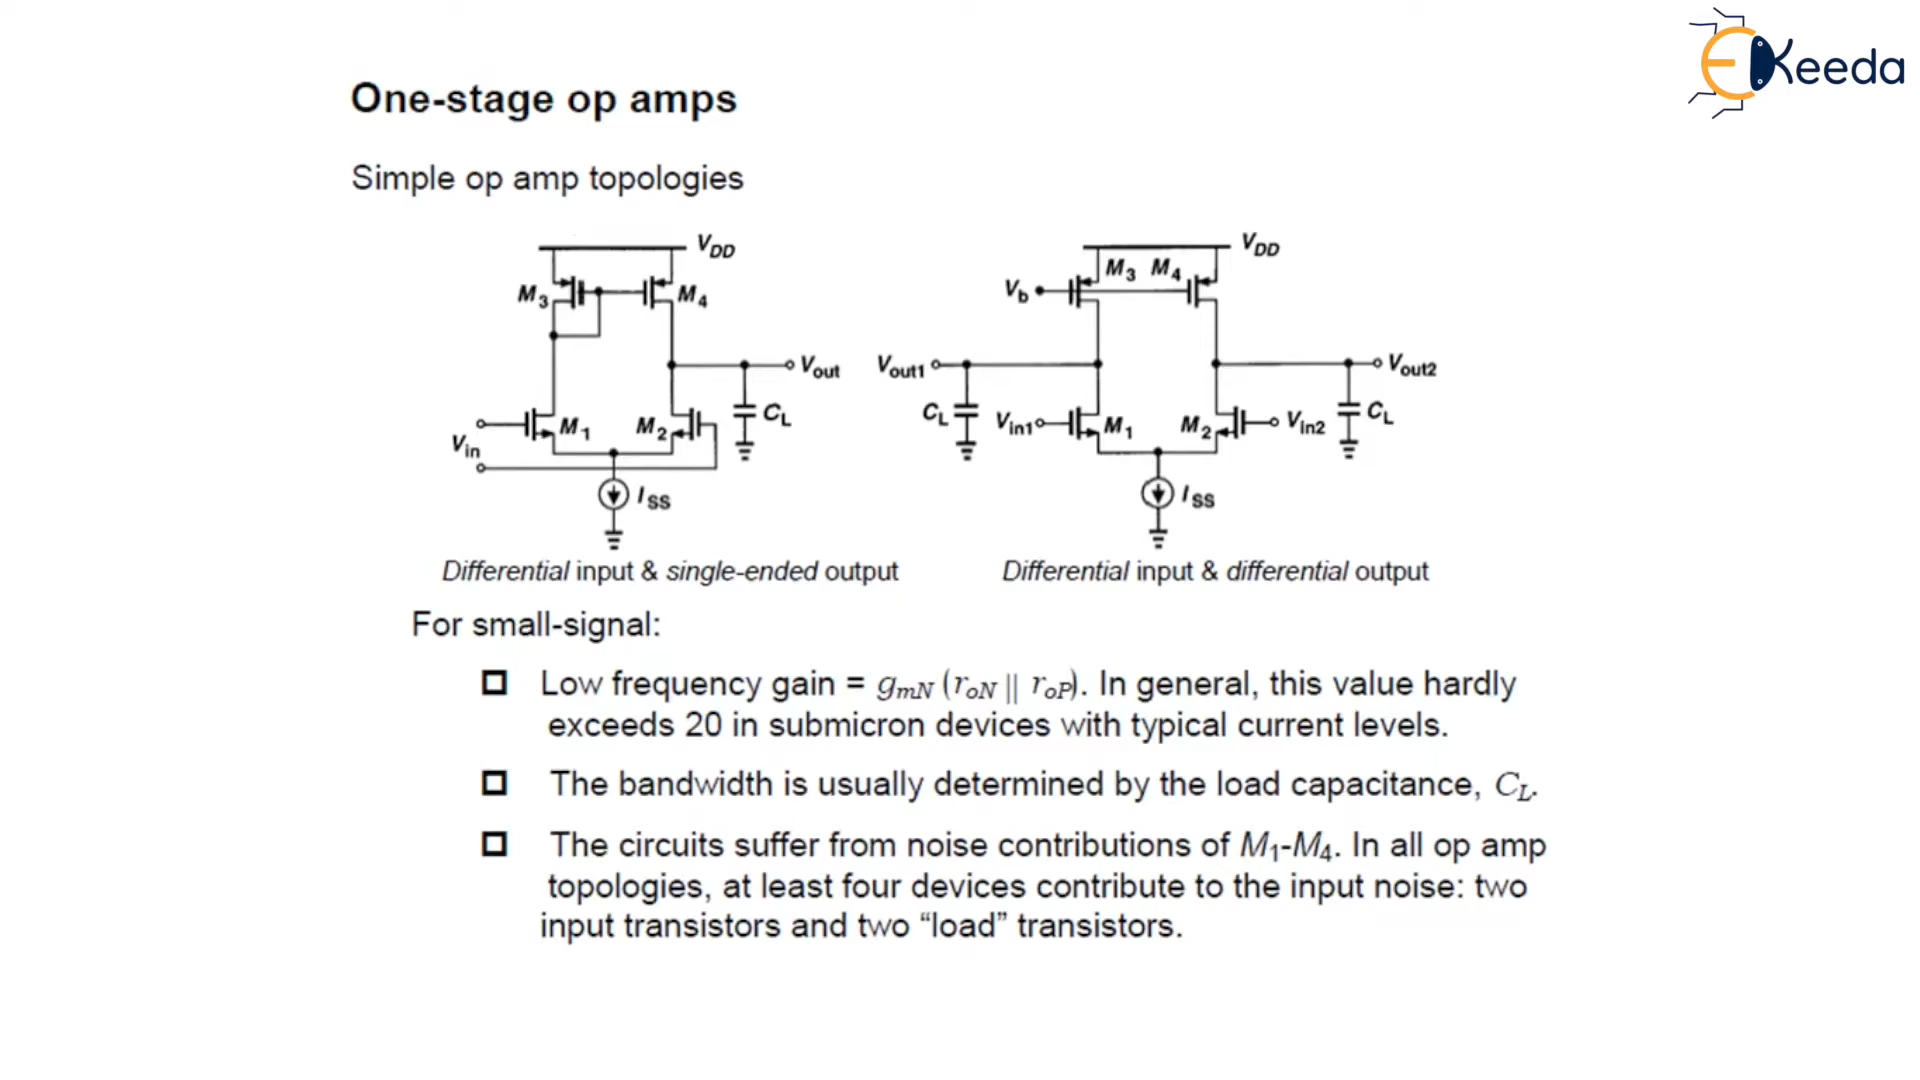 EKeeda
One-stage op amps
Simple op amp topologies
VDD
M3
M4
Vout
CL
M1
M2
Vin
ISS
VDD
M3 M4
Vb
Vout1
Vout2
CL
Vin1
M1
M2
Vin2
CL
ISS
Differential input & single-ended output
Differential input & differential output
For small-signal:
Low frequency gain = gmN (roN || roP). In general, this value hardly
exceeds 20 in submicron devices with typical current levels.
The bandwidth is usually determined by the load capacitance, CL.
The circuits suffer from noise contributions of M1-M4. In all op amp
topologies, at least four devices contribute to the input noise: two
input transistors and two “load” transistors.